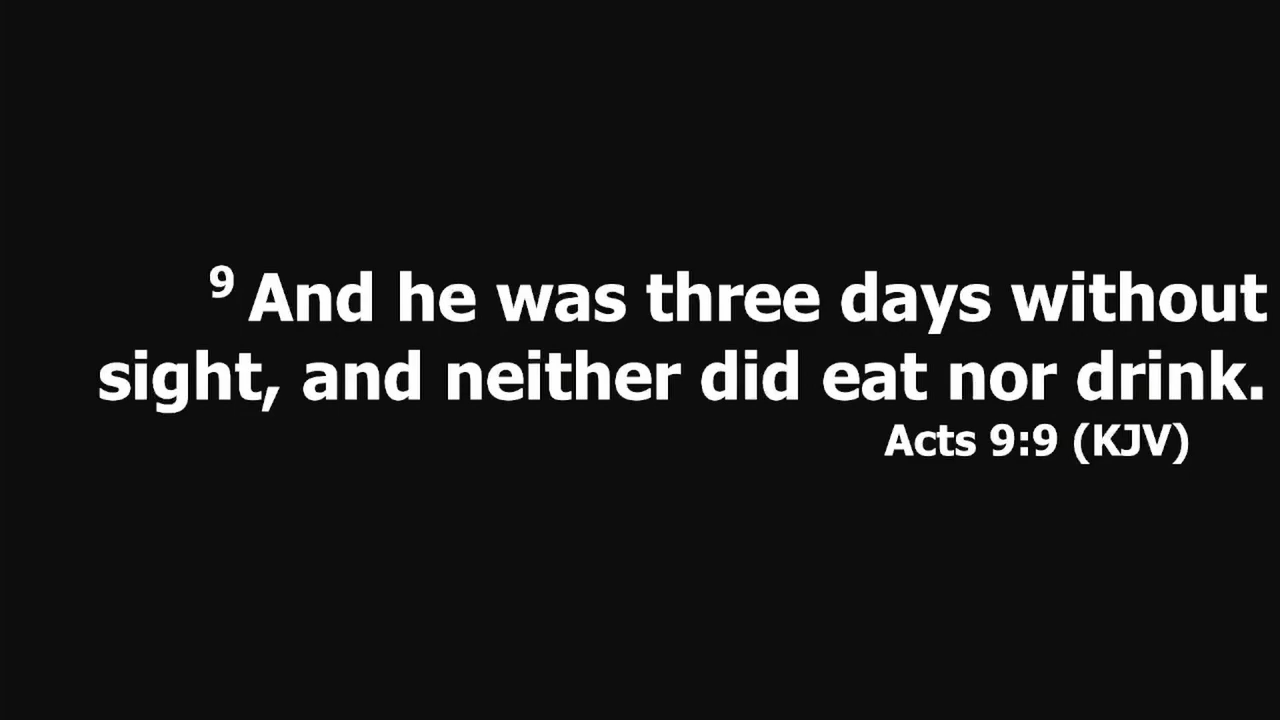 9 And he was three days without
sight, and neither did eat nor drink.
Acts 9:9 (KJV)